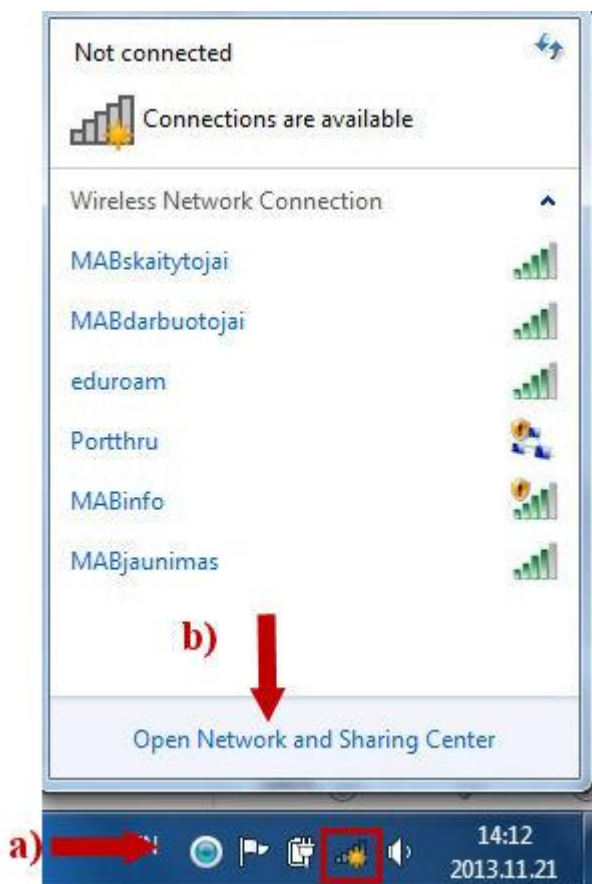 Not connected
Connections are available
Wireless Network Connection
MABskaitytojai
MABdarbuotojai
eduroam
Portthru
MABinfo
MABjaunimas
b)
Open Network and Sharing Center
a)
14:12
2013.11.21